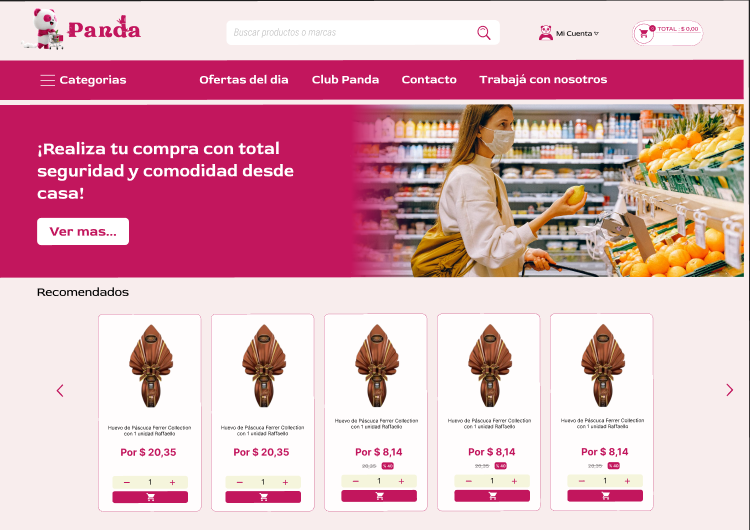 Panda
Buscar productos o marcas
Mi Cuenta
0
TOTAL : $ 0,00
Categorias
Ofertas del dia
Club Panda
Contacto
Trabajá con nosotros
¡Realiza tu compra con total
seguridad y comodidad desde
casa!
Ver mas...
Recomendados
Huevo de Páscuca Ferrer Collection
con 1 unidad Raffaello
Por $ 20,35
1
Huevo de Páscuca Ferrer Collection
con 1 unidad Raffaello
Por $ 20,35
1
Huevo de Páscuca Ferrer Collection
con 1 unidad Raffaello
Por $ 8,14
20,35 % 40
1
Huevo de Páscuca Ferrer Collection
con 1 unidad Raffaello
Por $ 8,14
20,35 % 40
1
Huevo de Páscuca Ferrer Collection
con 1 unidad Raffaello
Por $ 8,14
20,35 % 40
1